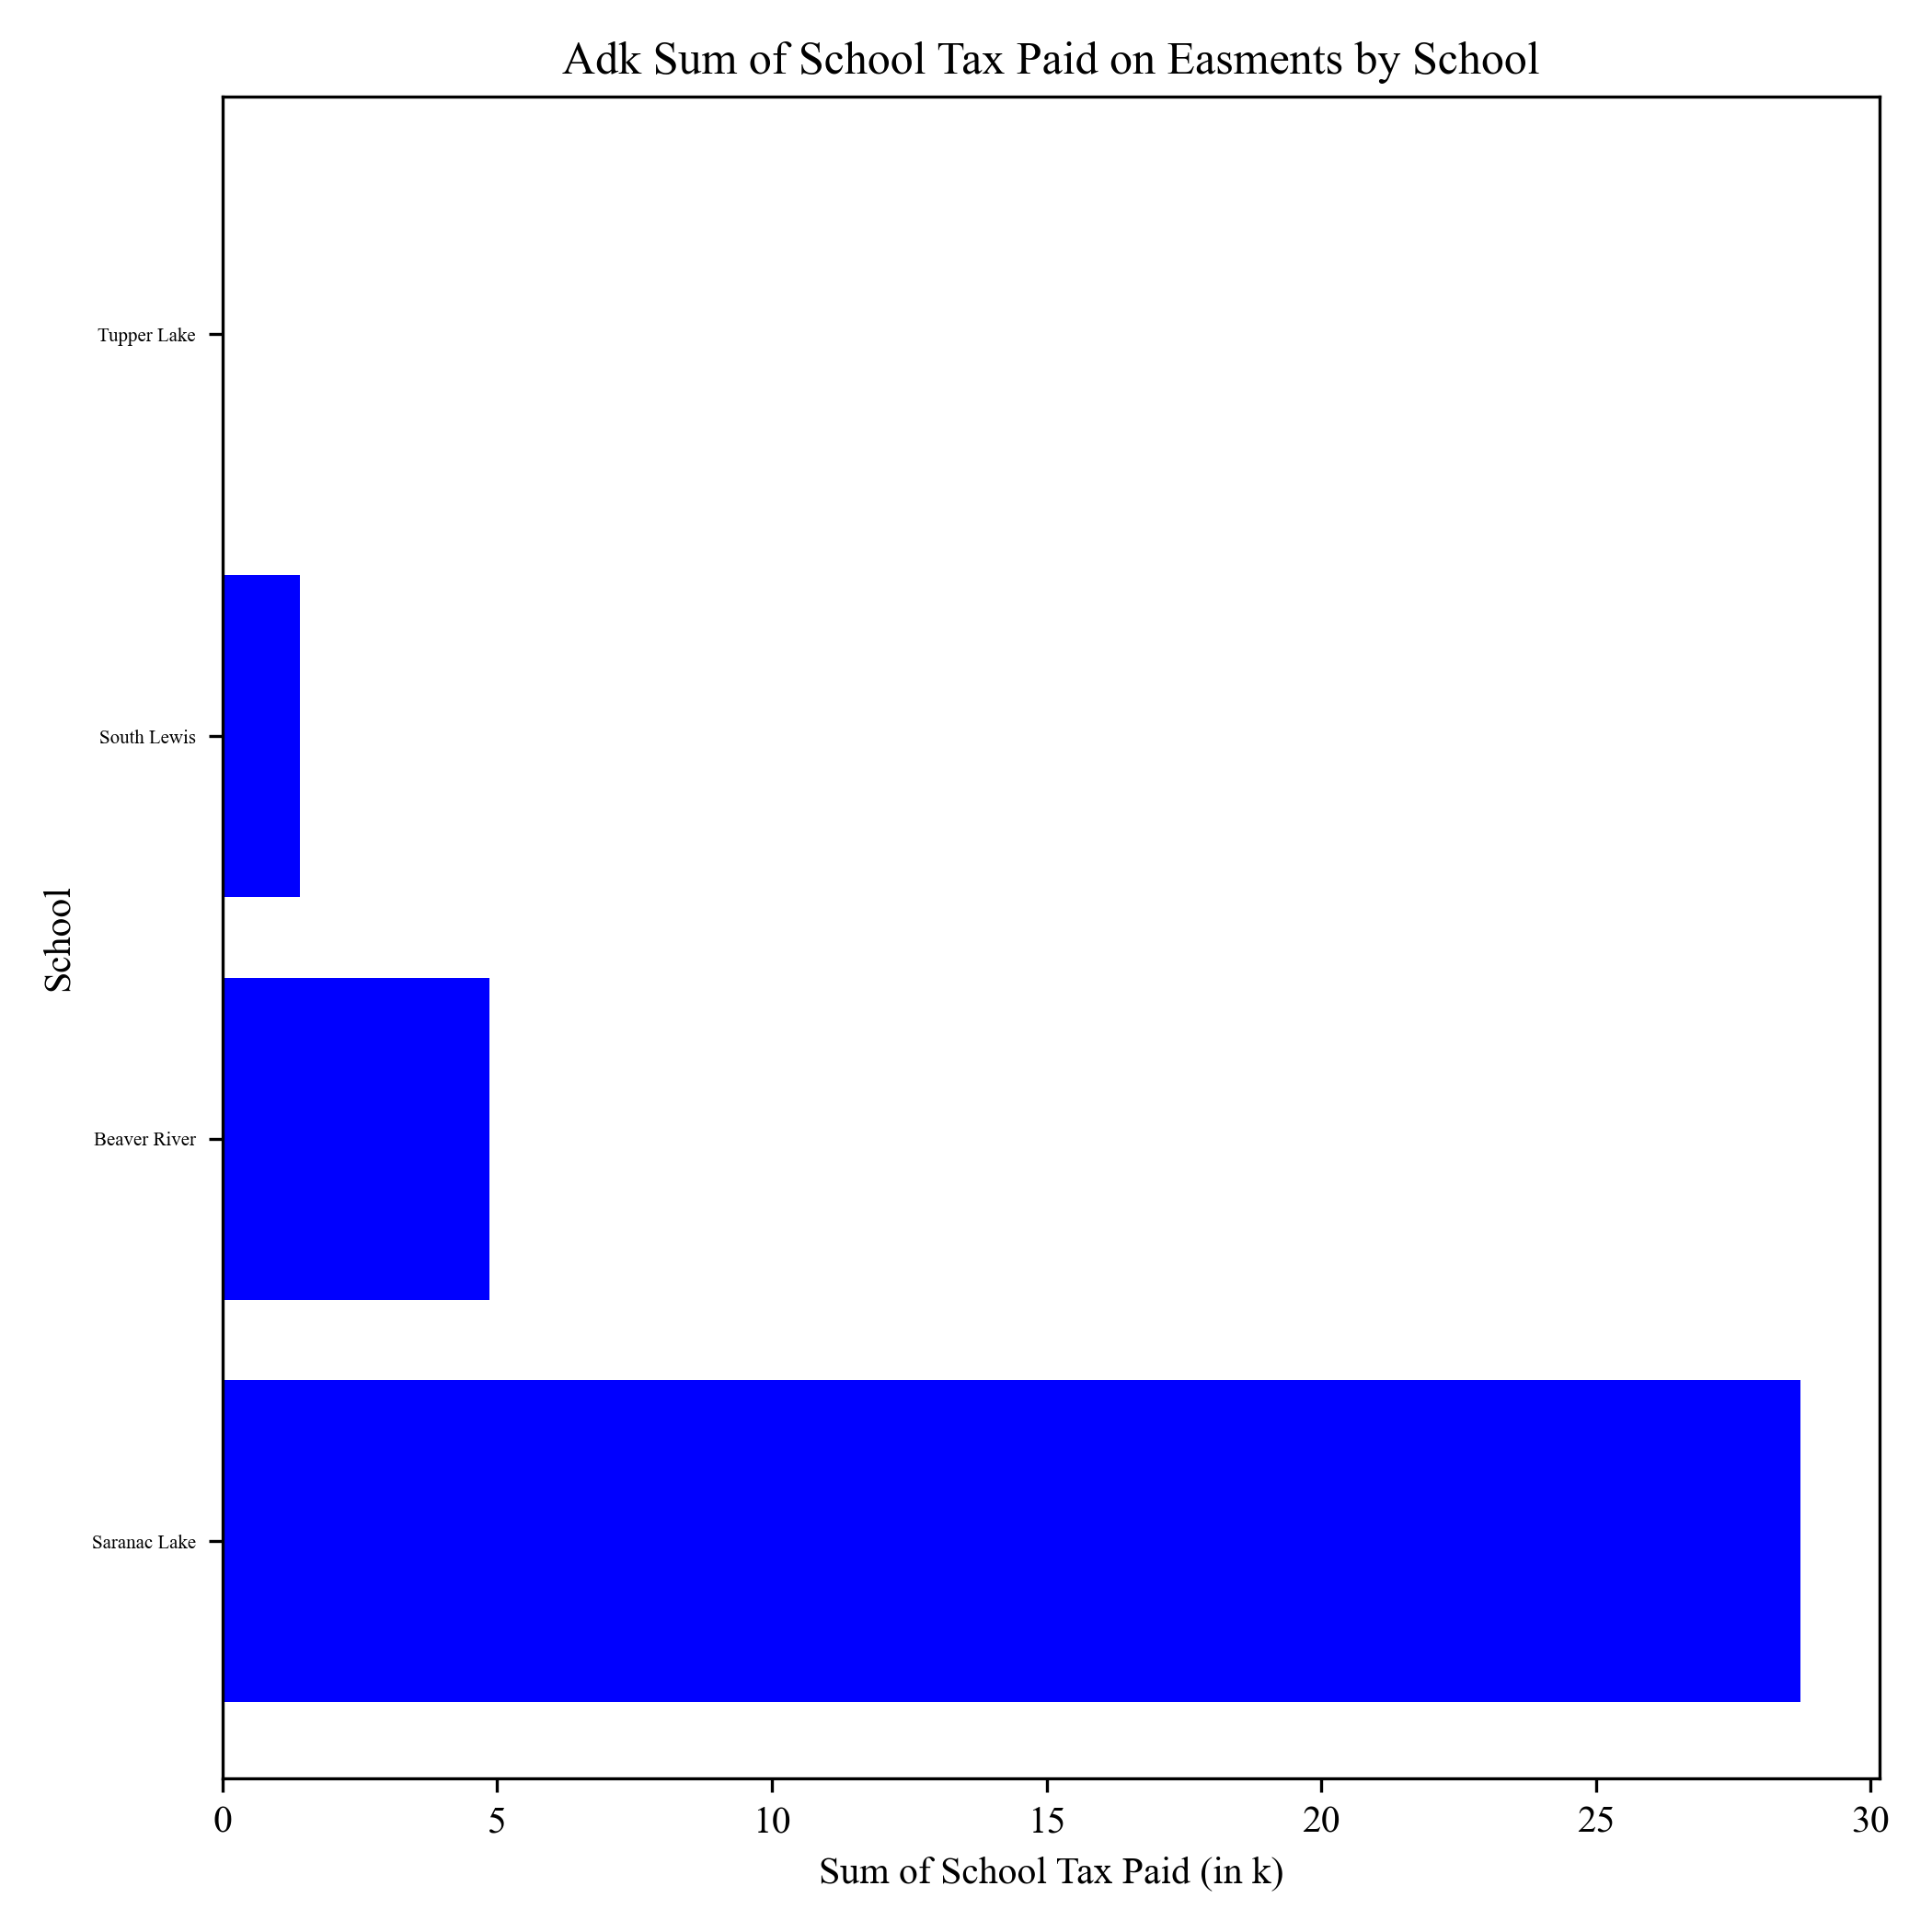 Adk Sum of School Tax Paid on Easments by School
School
Tupper Lake
South Lewis
Beaver River
Saranac Lake
0 5 10 15 20 25 30
Sum of School Tax Paid (in k)